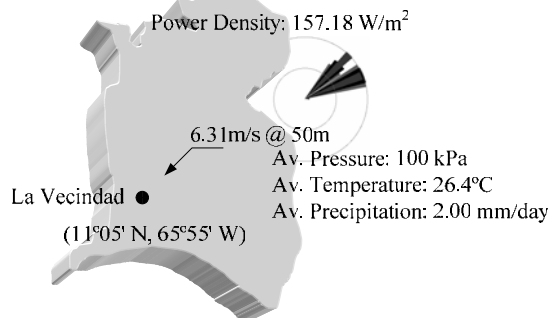 Power Density: 157.18 W/m²
6.31m/s @ 50m
Av. Pressure: 100 kPa
Av. Temperature: 26.4ºC
La Vecindad
Av. Precipitation: 2.00 mm/day
(11º05' N, 65º55' W)